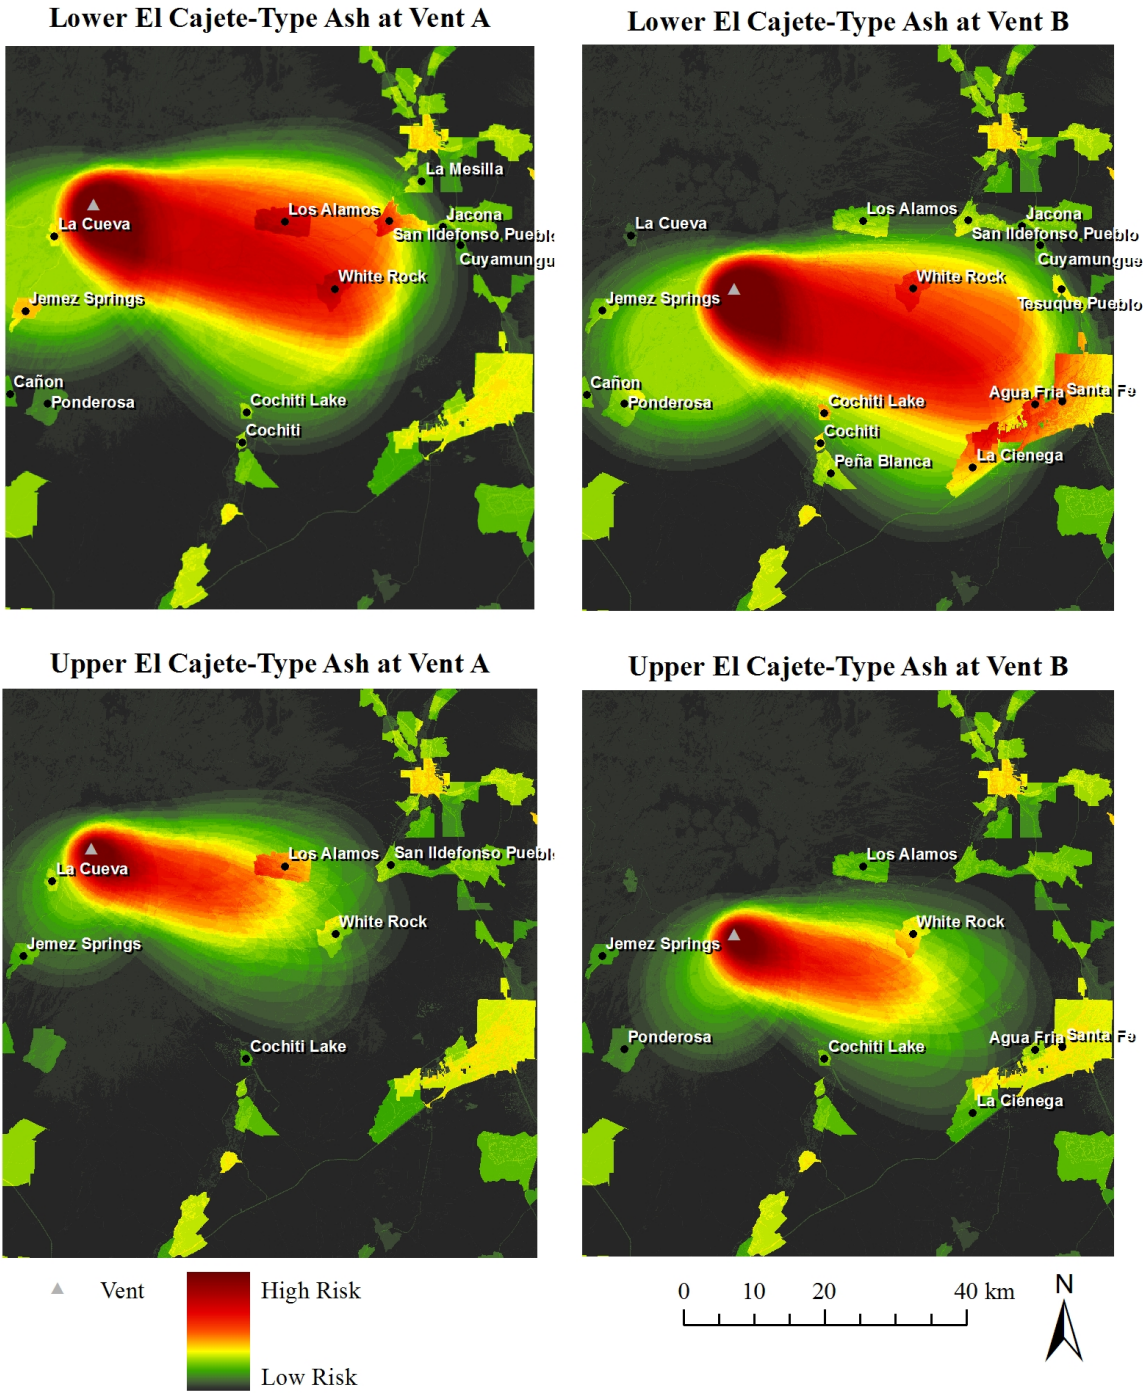 Lower El Cajete-Type Ash at Vent A
La Mesilla
Los Alamos
Jacona
La Cueva
San Ildefonso Pueblo
Cuyamungu
White Rock
Jemez Springs
Cañon
Ponderosa
Cochiti Lake
Cochiti
Lower El Cajete-Type Ash at Vent B
Los Alamos
Jacona
La Cueva
San Ildefonso Pueblo
Cuyamungue
White Rock
Jemez Springs
Tesuque Pueblo
Cañon
Agua Fria
Santa Fe
Ponderosa
Cochiti Lake
Cochiti
La Cienega
Peña Blanca
Upper El Cajete-Type Ash at Vent A
Los Alamos
San Ildefonso Pueblo
La Cueva
White Rock
Jemez Springs
Cochiti Lake
Upper El Cajete-Type Ash at Vent B
Los Alamos
White Rock
Jemez Springs
Ponderosa
Agua Fria
Santa Fe
Cochiti Lake
La Cienega
Vent
High Risk
Low Risk
0 10 20 40 km
N